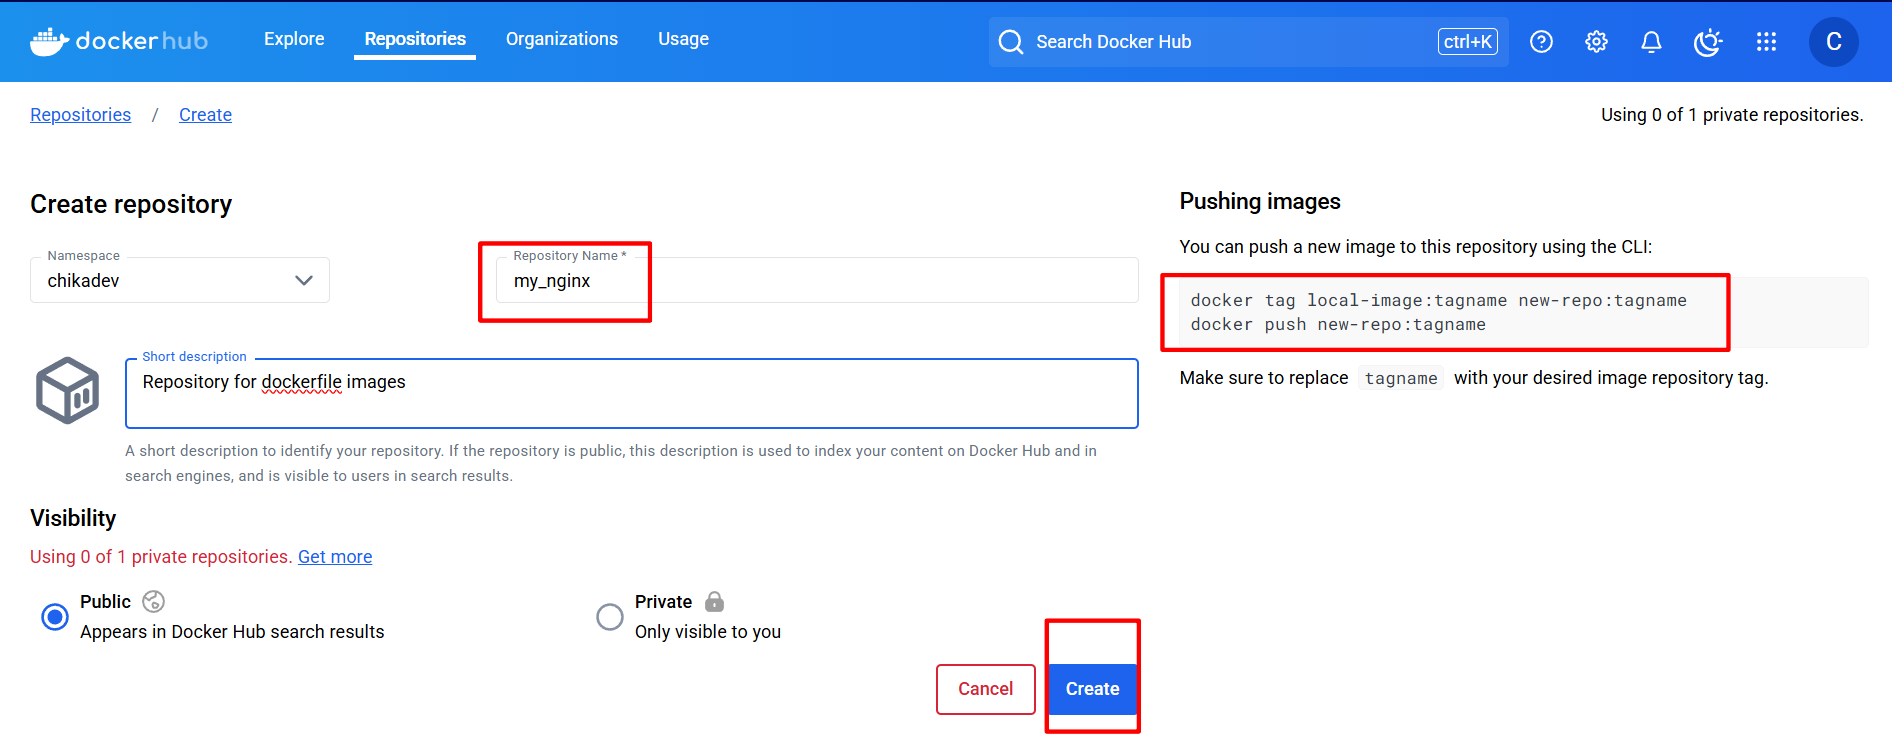 dockerhub
Explore
Repositories
Organizations
Usage
Search Docker Hub
ctrl+K
C
Repositories / Create
Using 0 of 1 private repositories.
Create repository
Namespace
chikadev
Repository Name *
my_nginx
Short description
Repository for dockerfile images
A short description to identify your repository. If the repository is public, this description is used to index your content on Docker Hub and in
search engines, and is visible to users in search results.
Visibility
Using 0 of 1 private repositories. Get more
Public
Appears in Docker Hub search results
Private
Only visible to you
Cancel
Create
Pushing images
You can push a new image to this repository using the CLI:
docker tag local-image:tagname new-repo:tagname
docker push new-repo:tagname
Make sure to replace tagname with your desired image repository tag.